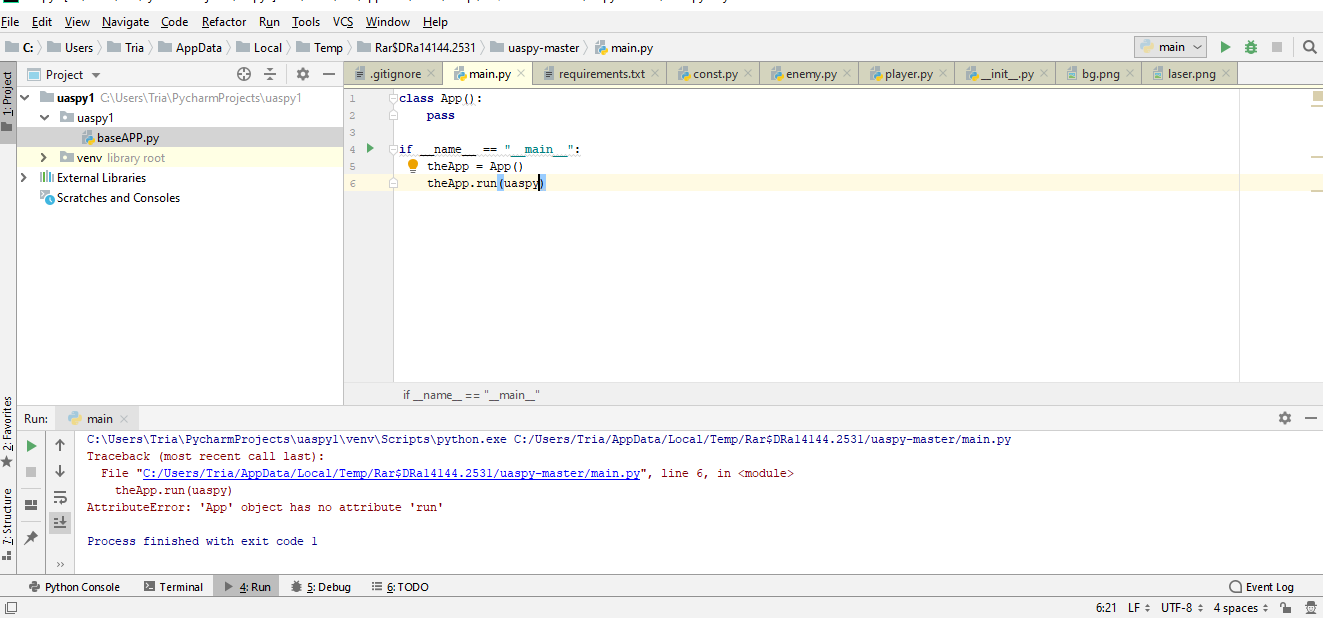 File Edit View Navigate Code Refactor Run Tools VCS Window Help
C: Users Tria AppData Local Temp Rar$DRa14144.2531 uaspy-master main.py main
1: Project
Project
.gitignore main.py requirements.txt const.py enemy.py player.py __init__.py bg.png laser.png
uaspy1 C:\Users\Tria\PycharmProjects\uaspy1
uaspy1
baseAPP.py
venv library root
External Libraries
Scratches and Consoles
1 class App():
2 pass
3
4 if __name__ == "__main__":
5 theApp = App()
6 theApp.run(uaspy)
if __name__ == "__main__"
2: Favorites
7: Structure
Run: main
C:\Users\Tria\PycharmProjects\uaspy1\venv\Scripts\python.exe C:/Users/Tria/AppData/Local/Temp/Rar$DRa14144.2531/uaspy-master/main.py
Traceback (most recent call last):
File "C:/Users/Tria/AppData/Local/Temp/Rar$DRa14144.2531/uaspy-master/main.py", line 6, in <module>
theApp.run(uaspy)
AttributeError: 'App' object has no attribute 'run'
Process finished with exit code 1
Python Console Terminal 4: Run 5: Debug 6: TODO Event Log
6:21 LF UTF-8 4 spaces